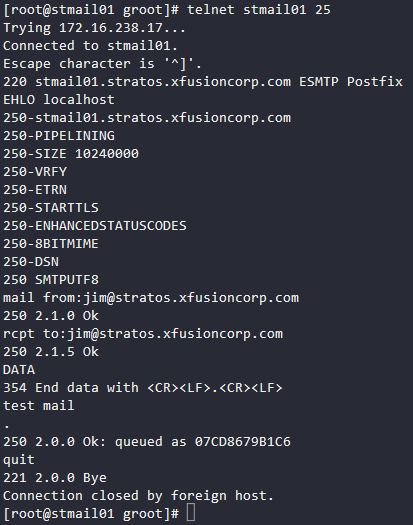 [root@stmail01 groot]# telnet stmail01 25
Trying 172.16.238.17...
Connected to stmail01.
Escape character is '^]'.
220 stmail01.stratos.xfusioncorp.com ESMTP Postfix
EHLO localhost
250-stmail01.stratos.xfusioncorp.com
250-PIPELINING
250-SIZE 10240000
250-VRFY
250-ETRN
250-STARTTLS
250-ENHANCEDSTATUSCODES
250-8BITMIME
250-DSN
250 SMTPUTF8
mail from:jim@stratos.xfusioncorp.com
250 2.1.0 Ok
rcpt to:jim@stratos.xfusioncorp.com
250 2.1.5 Ok
DATA
354 End data with <CR><LF>.<CR><LF>
test mail
.
250 2.0.0 Ok: queued as 07CD8679B1C6
quit
221 2.0.0 Bye
Connection closed by foreign host.
[root@stmail01 groot]#